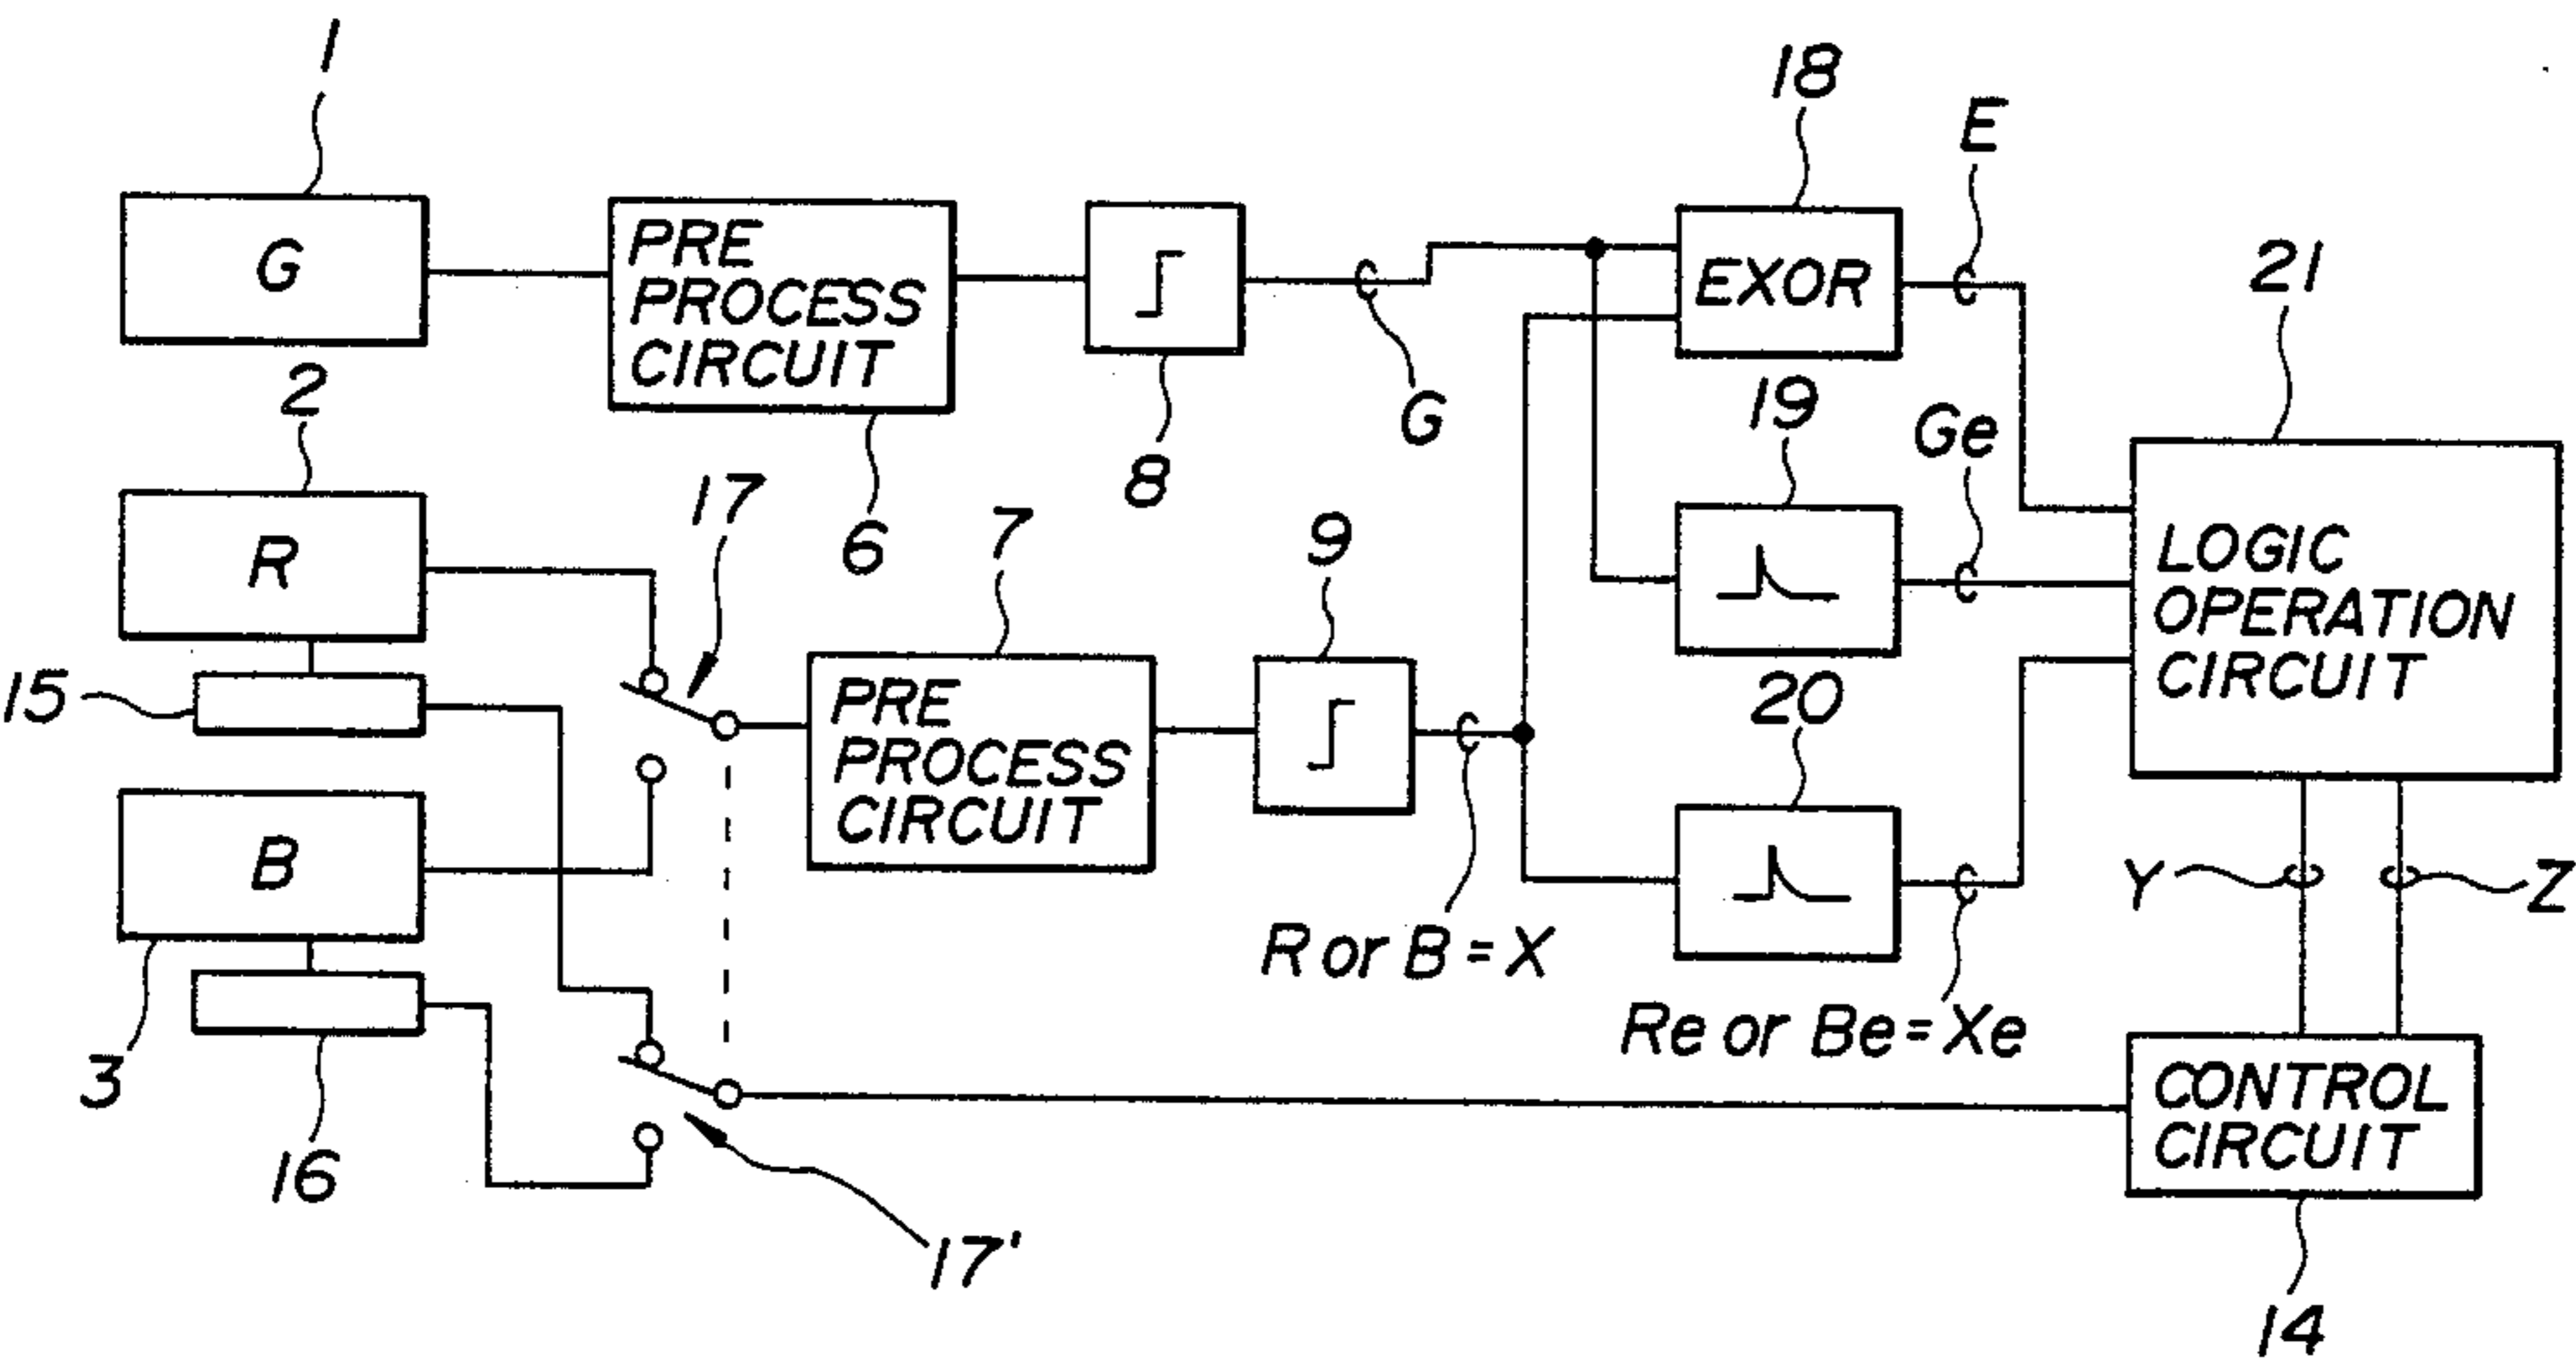 1
18
E
G
PRE
PROCESS
CIRCUIT
EXOR
21
2
8
G
19
Ge
R
17
6
7
9
LOGIC
OPERATION
CIRCUIT
15
PRE
PROCESS
CIRCUIT
20
B
Y
Z
R or B = X
3
16
Re or Be = Xe
CONTROL
CIRCUIT
17'
14